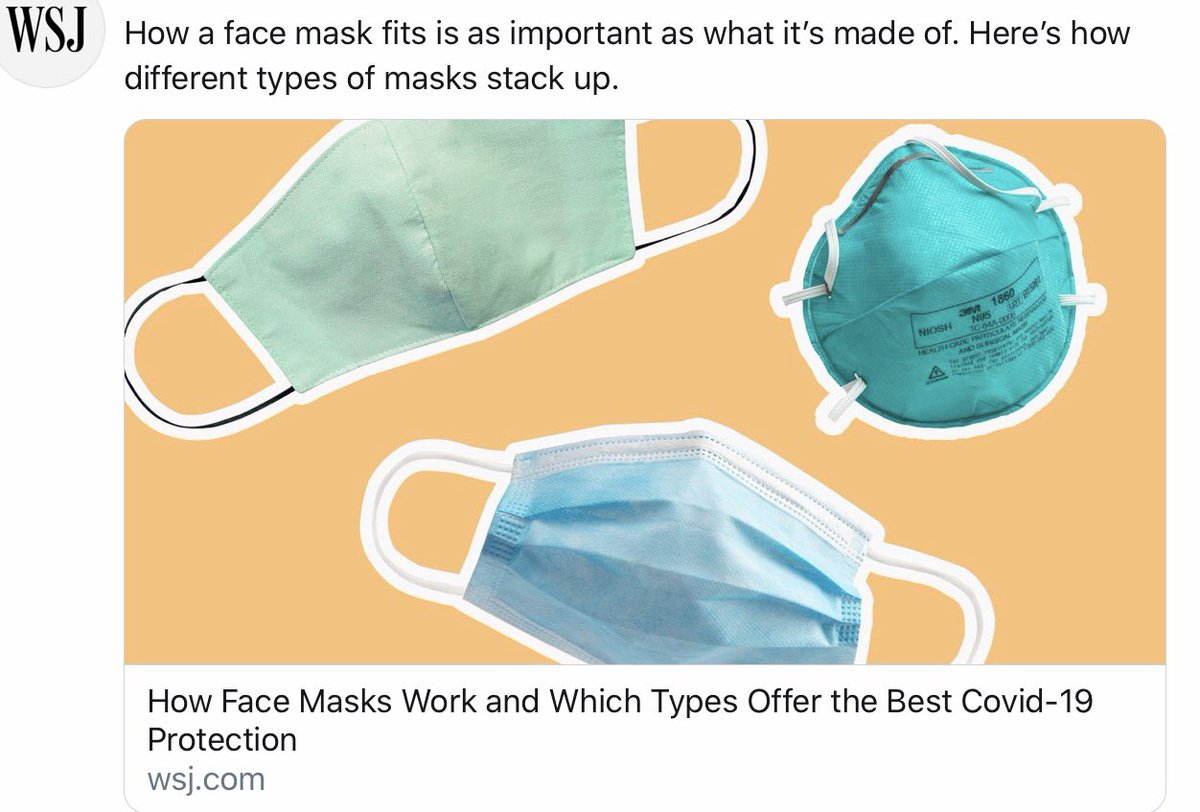 WSJ
How a face mask fits is as important as what it’s made of. Here’s how
different types of masks stack up.
3M 1860
NIOSH N95
HEALTH CARE PARTICULATE RESPIRATOR
AND SURGICAL MASK
How Face Masks Work and Which Types Offer the Best Covid-19
Protection
wsj.com